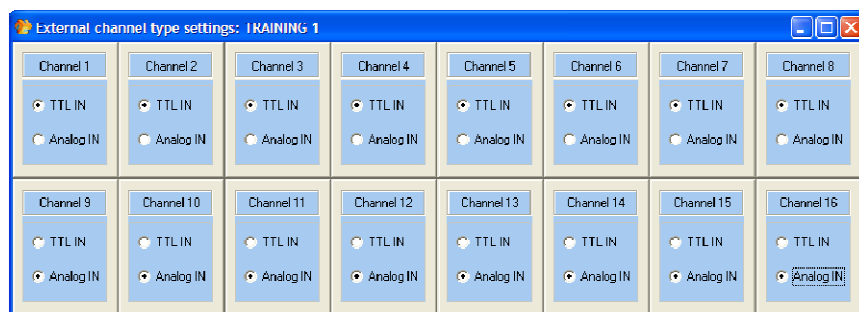 External channel type settings: TRAINING 1
Channel 1 Channel 2 Channel 3 Channel 4 Channel 5 Channel 6 Channel 7 Channel 8
TTL IN TTL IN TTL IN TTL IN TTL IN TTL IN TTL IN TTL IN
Analog IN Analog IN Analog IN Analog IN Analog IN Analog IN Analog IN Analog IN
Channel 9 Channel 10 Channel 11 Channel 12 Channel 13 Channel 14 Channel 15 Channel 16
TTL IN TTL IN TTL IN TTL IN TTL IN TTL IN TTL IN TTL IN
Analog IN Analog IN Analog IN Analog IN Analog IN Analog IN Analog IN Analog IN